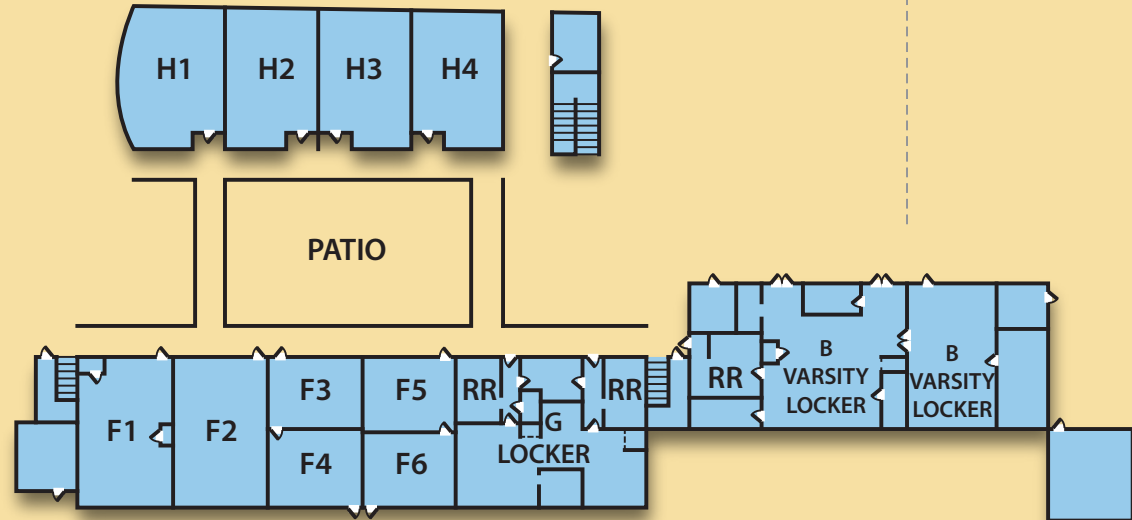 H1
H2
H3
H4
PATIO
F1
F2
F3
F4
F5
F6
RR
G
LOCKER
RR
RR
B
VARSITY
LOCKER
B
VARSITY
LOCKER